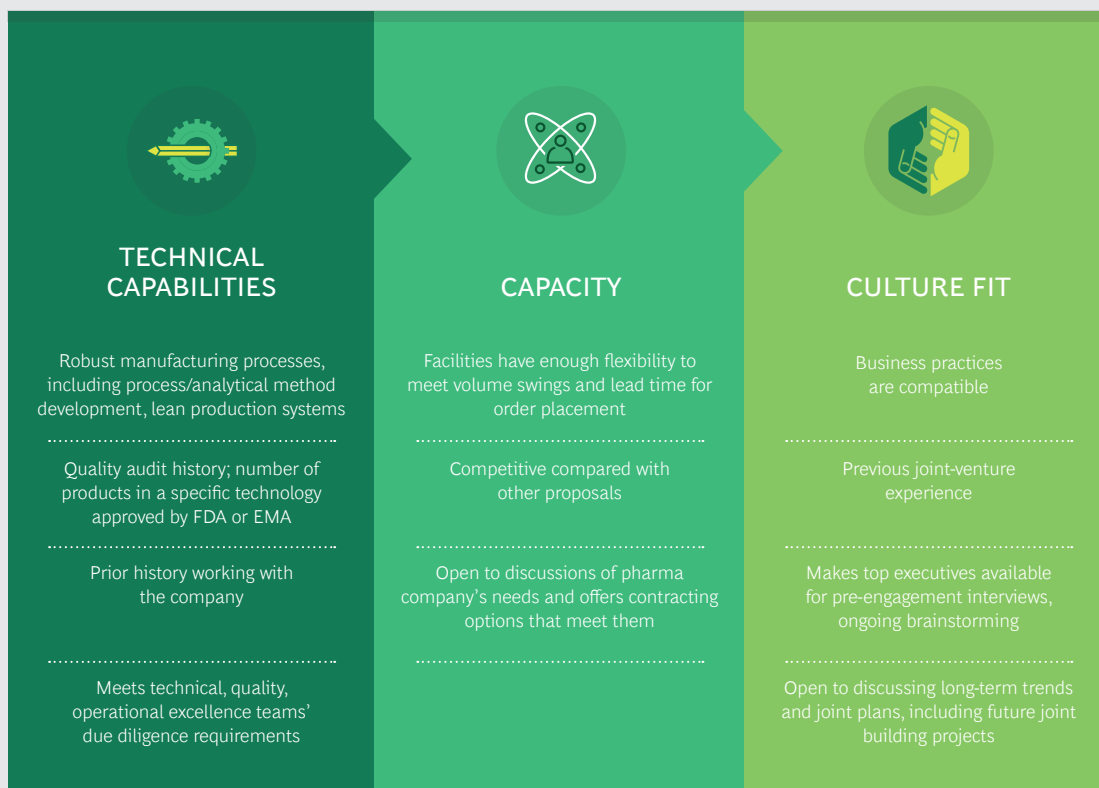 TECHNICAL
CAPABILITIES
Robust manufacturing processes,
including process/analytical method
development, lean production systems
Quality audit history; number of
products in a specific technology
approved by FDA or EMA
Prior history working with
the company
Meets technical, quality,
operational excellence teams’
due diligence requirements
CAPACITY
Facilities have enough flexibility to
meet volume swings and lead time for
order placement
Competitive compared with
other proposals
Open to discussions of pharma
company’s needs and offers contracting
options that meet them
CULTURE FIT
Business practices
are compatible
Previous joint-venture
experience
Makes top executives available
for pre-engagement interviews,
ongoing brainstorming
Open to discussing long-term trends
and joint plans, including future joint
building projects